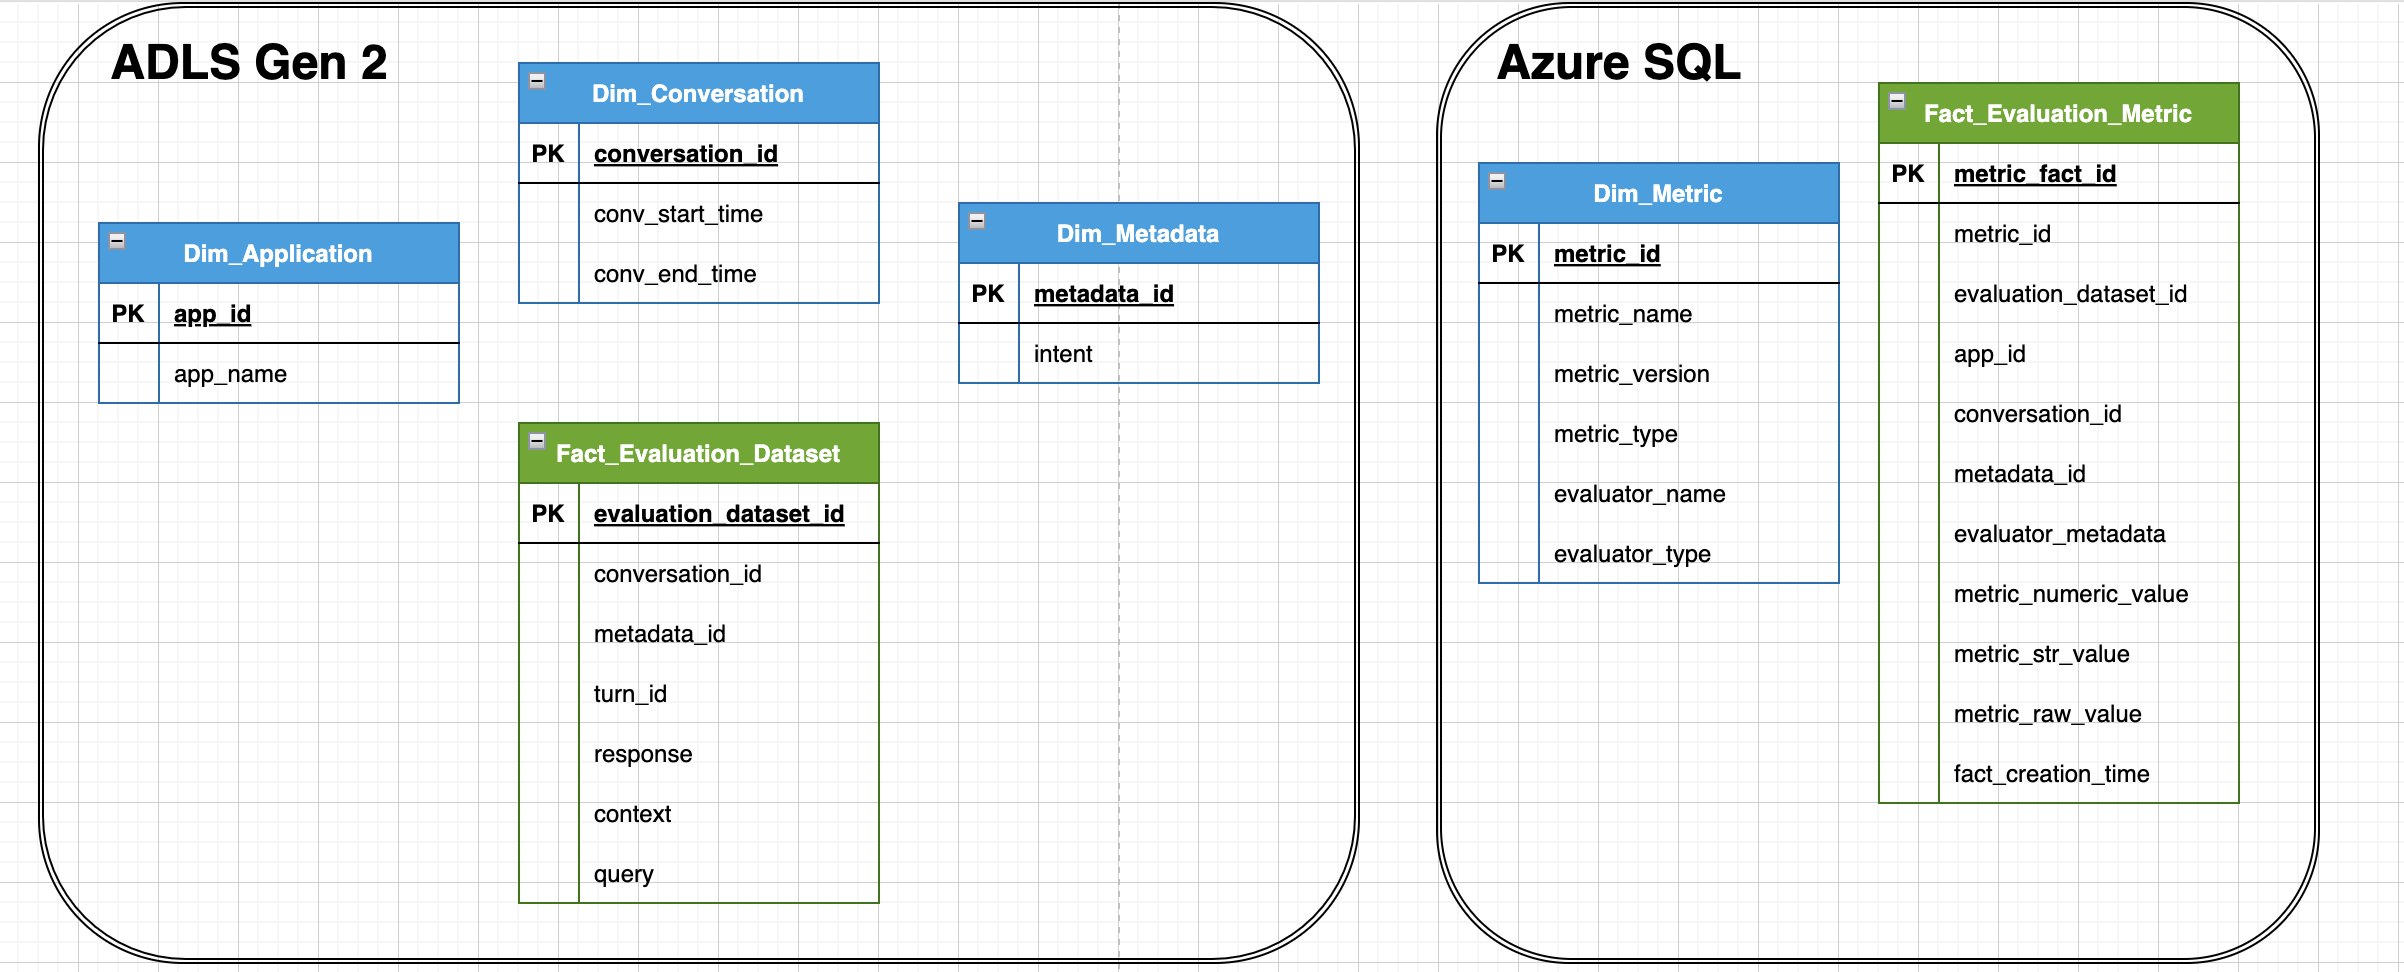 ADLS Gen 2
Dim_Application
PK app_id
app_name
Dim_Conversation
PK conversation_id
conv_start_time
conv_end_time
Dim_Metadata
PK metadata_id
intent
Fact_Evaluation_Dataset
PK evaluation_dataset_id
conversation_id
metadata_id
turn_id
response
context
query
Azure SQL
Dim_Metric
PK metric_id
metric_name
metric_version
metric_type
evaluator_name
evaluator_type
Fact_Evaluation_Metric
PK metric_fact_id
metric_id
evaluation_dataset_id
app_id
conversation_id
metadata_id
evaluator_metadata
metric_numeric_value
metric_str_value
metric_raw_value
fact_creation_time